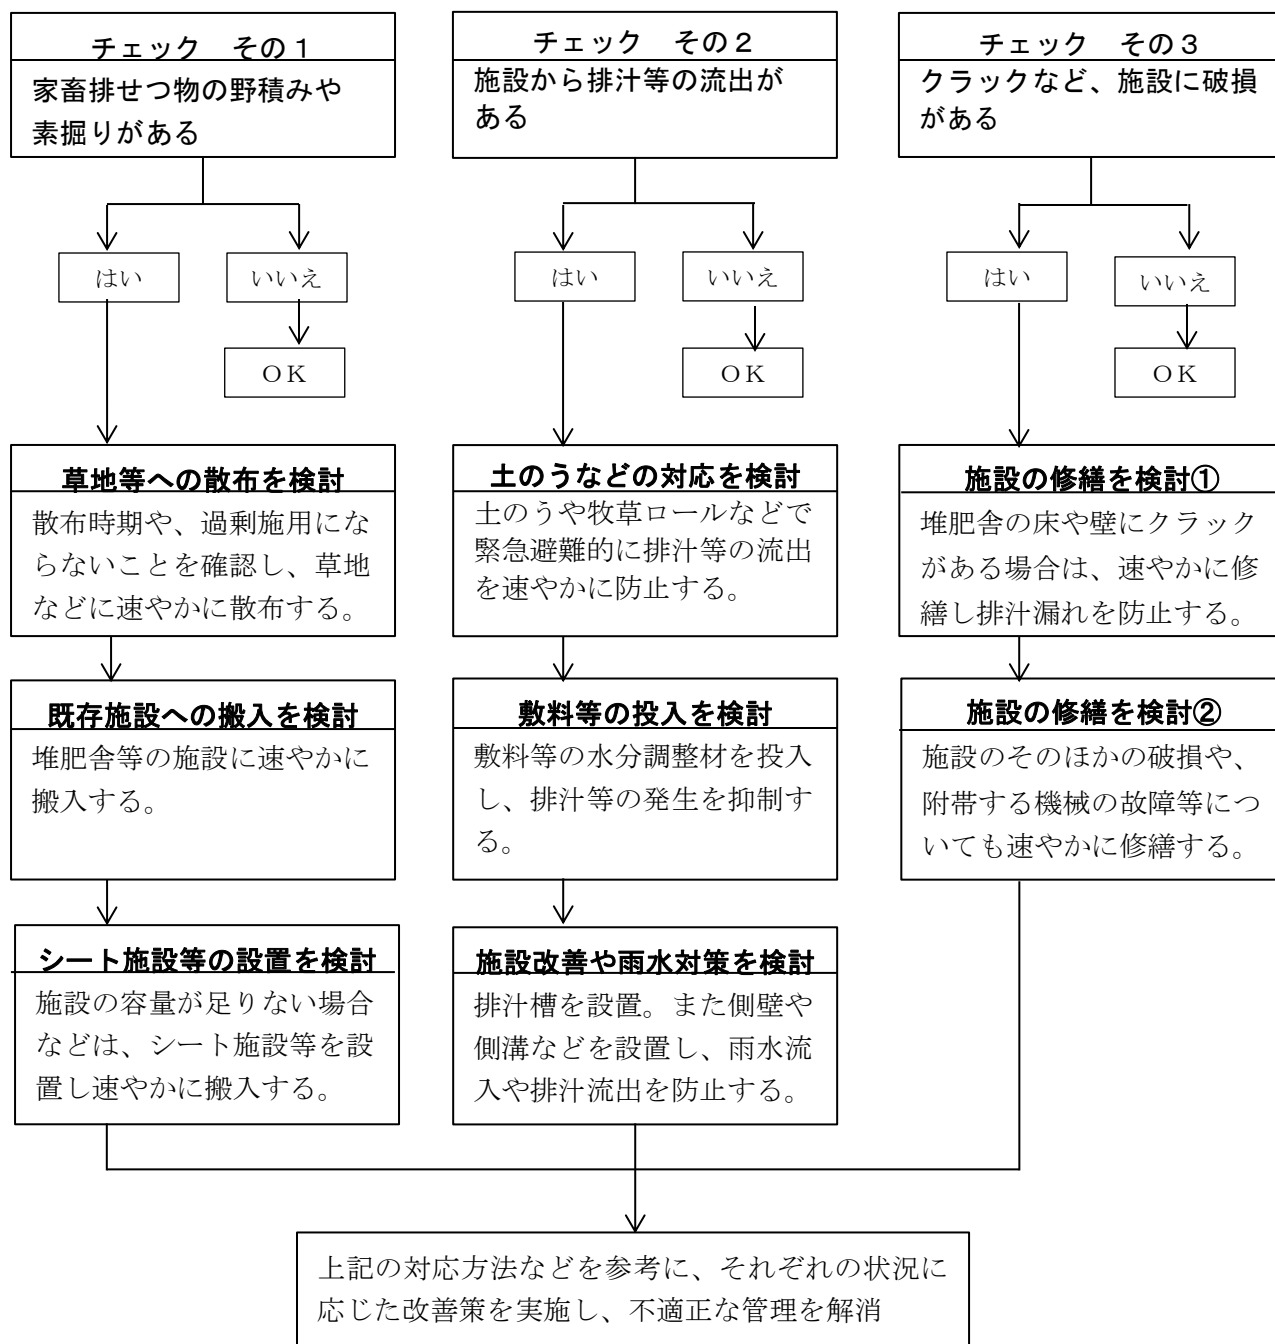 チェック　その１
家畜排せつ物の野積みや
素掘りがある
はい
いいえ
ＯＫ
草地等への散布を検討
散布時期や、過剰施用にな
らないことを確認し、草地
などに速やかに散布する。
既存施設への搬入を検討
堆肥舎等の施設に速やかに
搬入する。
シート施設等の設置を検討
施設の容量が足りない場合
などは、シート施設等を設
置し速やかに搬入する。
チェック　その２
施設から排汁等の流出が
ある
はい
いいえ
ＯＫ
土のうなどの対応を検討
土のうや牧草ロールなどで
緊急避難的に排汁等の流出
を速やかに防止する。
敷料等の投入を検討
敷料等の水分調整材を投入
し、排汁等の発生を抑制す
る。
施設改善や雨水対策を検討
排汁槽を設置。また側壁や
側溝などを設置し、雨水流
入や排汁流出を防止する。
チェック　その３
クラックなど、施設に破損
がある
はい
いいえ
ＯＫ
施設の修繕を検討①
堆肥舎の床や壁にクラック
がある場合は、速やかに修
繕し排汁漏れを防止する。
施設の修繕を検討②
施設のそのほかの破損や、
附帯する機械の故障等につ
いても速やかに修繕する。
上記の対応方法などを参考に、それぞれの状況に
応じた改善策を実施し、不適正な管理を解消